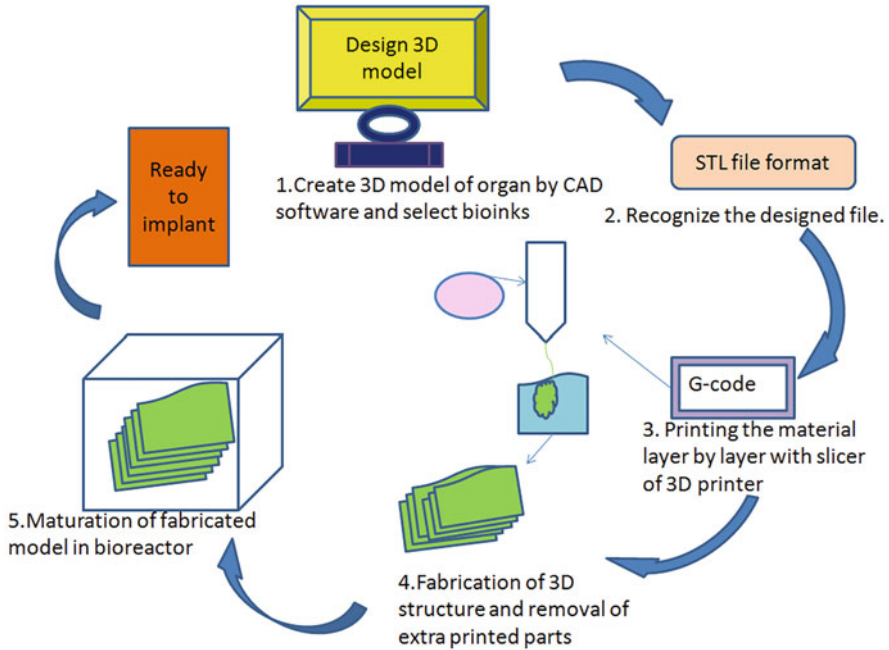 Design 3D
model
1.Create 3D model of organ by CAD
software and select bioinks
STL file format
2. Recognize the designed file.
G-code
3. Printing the material
layer by layer with slicer
of 3D printer
4.Fabrication of 3D
structure and removal of
extra printed parts
5.Maturation of fabricated
model in bioreactor
Ready
to
implant